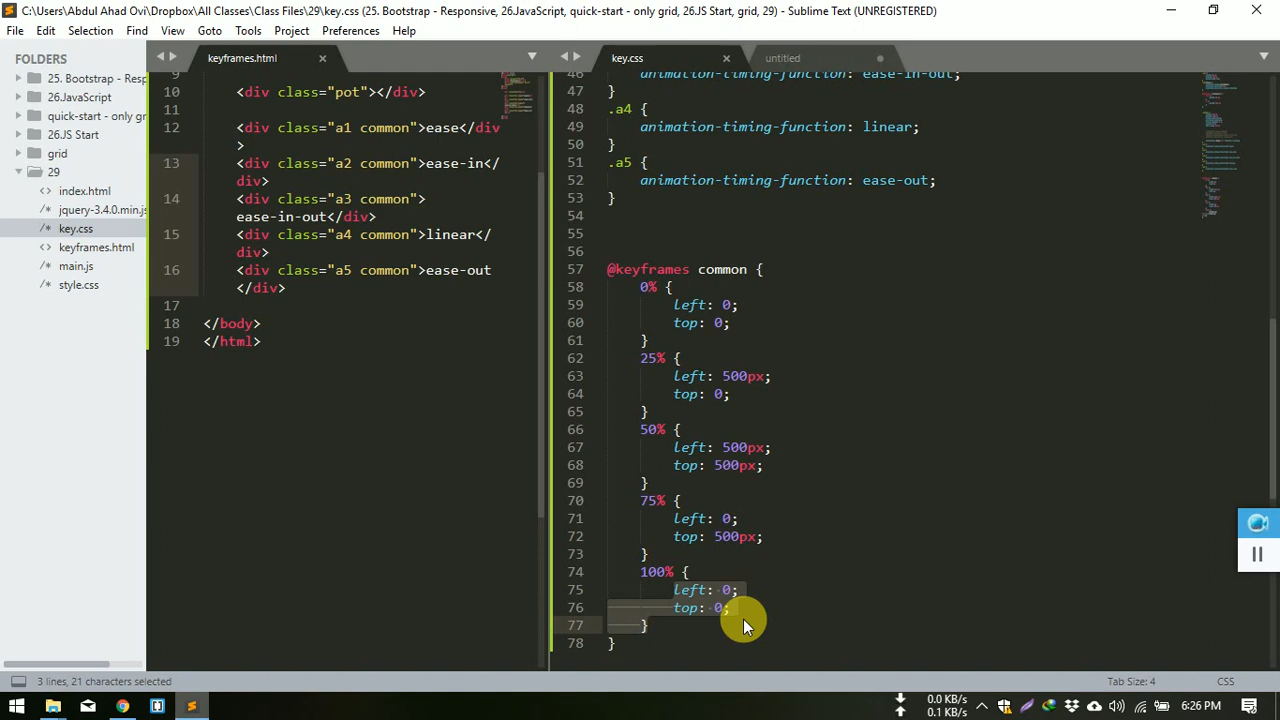 C:\Users\Abdul Ahad Ovi\Dropbox\All Classes\Class Files\29\key.css (25. Bootstrap - Responsive, 26.JavaScript, quick-start - only grid, 26.JS Start, grid, 29) - Sublime Text (UNREGISTERED)
File Edit Selection Find View Goto Tools Project Preferences Help
FOLDERS
25. Bootstrap - Resp
26.JavaScript
quick-start - only gr
26.JS Start
grid
29
index.html
jquery-3.4.0.min.js
key.css
keyframes.html
main.js
style.css
keyframes.html
9
10 <div class="pot"></div>
11
12 <div class="a1 common">ease</div
>
13 <div class="a2 common">ease-in</
div>
14 <div class="a3 common">
ease-in-out</div>
15 <div class="a4 common">linear</
div>
16 <div class="a5 common">ease-out
</div>
17
18 </body>
19 </html>
key.css untitled
46 animation-timing-function: ease-in-out;
47 }
48 .a4 {
49 animation-timing-function: linear;
50 }
51 .a5 {
52 animation-timing-function: ease-out;
53 }
54
55
56
57 @keyframes common {
58 0% {
59 left: 0;
60 top: 0;
61 }
62 25% {
63 left: 500px;
64 top: 0;
65 }
66 50% {
67 left: 500px;
68 top: 500px;
69 }
70 75% {
71 left: 0;
72 top: 500px;
73 }
74 100% {
75 left: 0;
76 top: 0;
77 }
78 }
3 lines, 21 characters selected
Tab Size: 4 CSS
0.0 KB/s
0.1 KB/s
6:26 PM